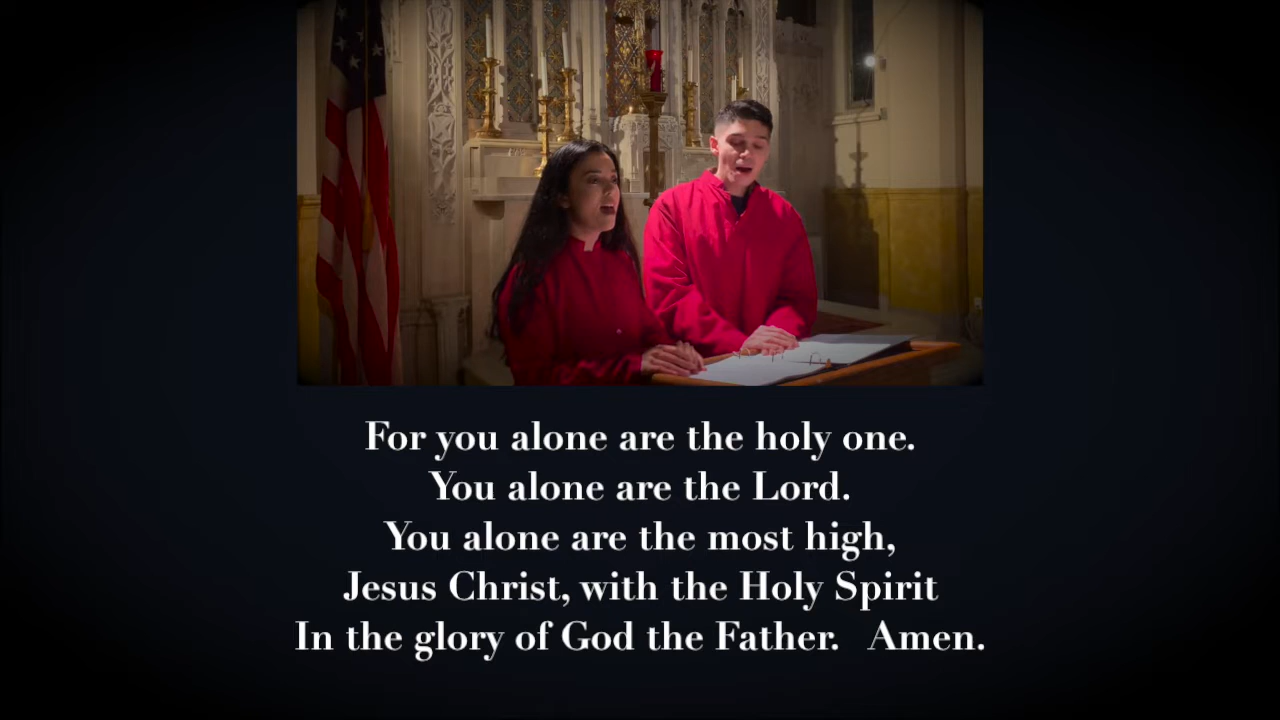 For you alone are the holy one.
You alone are the Lord.
You alone are the most high,
Jesus Christ, with the Holy Spirit
In the glory of God the Father. Amen.